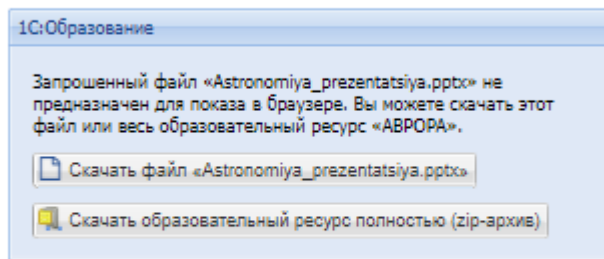 1С:Образование
Запрошенный файл «Astronomiya_prezentatsiya.pptx» не
предназначен для показа в браузере. Вы можете скачать этот
файл или весь образовательный ресурс «АВРОРА».
Скачать файл «Astronomiya_prezentatsiya.pptx»
Скачать образовательный ресурс полностью (zip-архив)